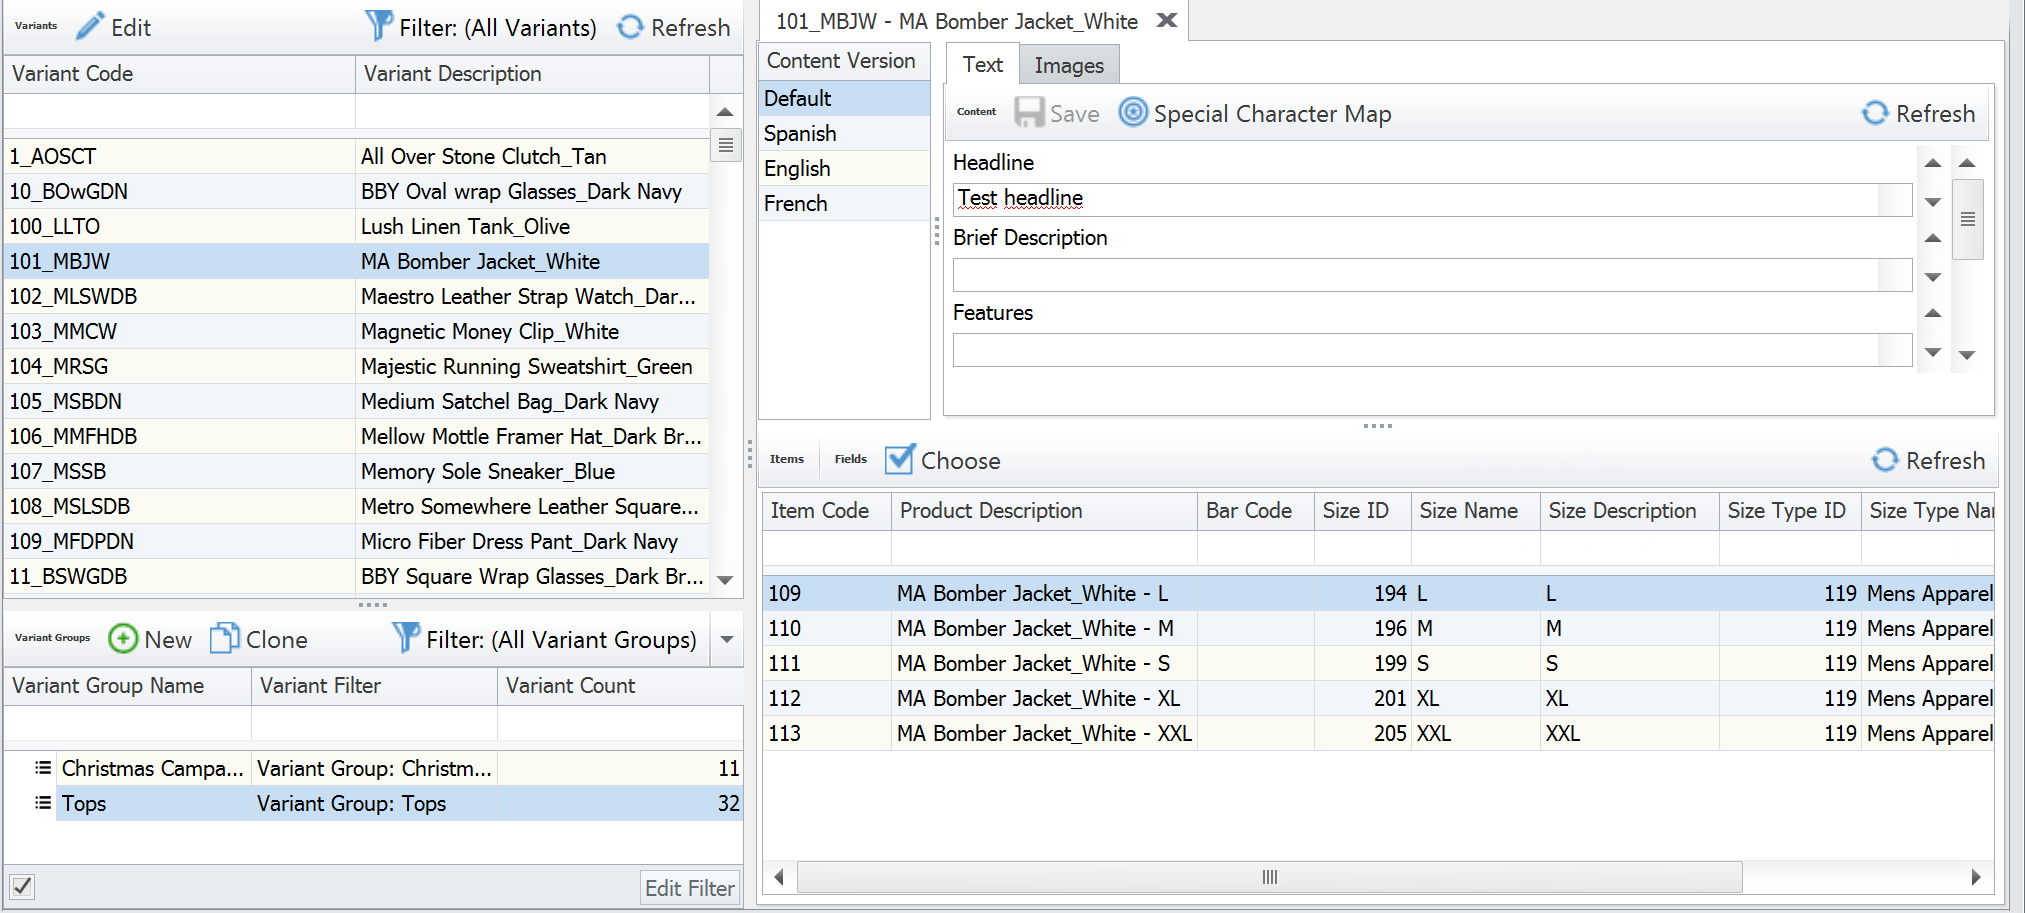 Variants Edit Filter: (All Variants) Refresh
Variant Code Variant Description
1_AOSCT All Over Stone Clutch_Tan
10_BOwGDN BBY Oval wrap Glasses_Dark Navy
100_LLTO Lush Linen Tank_Olive
101_MBJW MA Bomber Jacket_White
102_MLSWDB Maestro Leather Strap Watch_Dar...
103_MMCW Magnetic Money Clip_White
104_MRSG Majestic Running Sweatshirt_Green
105_MSBDN Medium Satchel Bag_Dark Navy
106_MMFHDB Mellow Mottle Framer Hat_Dark Br...
107_MSSB Memory Sole Sneaker_Blue
108_MSLSDB Metro Somewhere Leather Square...
109_MFDPDN Micro Fiber Dress Pant_Dark Navy
11_BSWGDB BBY Square Wrap Glasses_Dark Br...
Variant Groups New Clone Filter: (All Variant Groups)
Variant Group Name Variant Filter Variant Count
Christmas Campa... Variant Group: Christm... 11
Tops Variant Group: Tops 32
Edit Filter
101_MBJW - MA Bomber Jacket_White
Content Version
Default
Spanish
English
French
Text Images
Content Save Special Character Map Refresh
Headline
Test headline
Brief Description
Features
Items Fields Choose Refresh
Item Code Product Description Bar Code Size ID Size Name Size Description Size Type ID Size Type Nar
109 MA Bomber Jacket_White - L 194 L L 119 Mens Apparel
110 MA Bomber Jacket_White - M 196 M M 119 Mens Apparel
111 MA Bomber Jacket_White - S 199 S S 119 Mens Apparel
112 MA Bomber Jacket_White - XL 201 XL XL 119 Mens Apparel
113 MA Bomber Jacket_White - XXL 205 XXL XXL 119 Mens Apparel